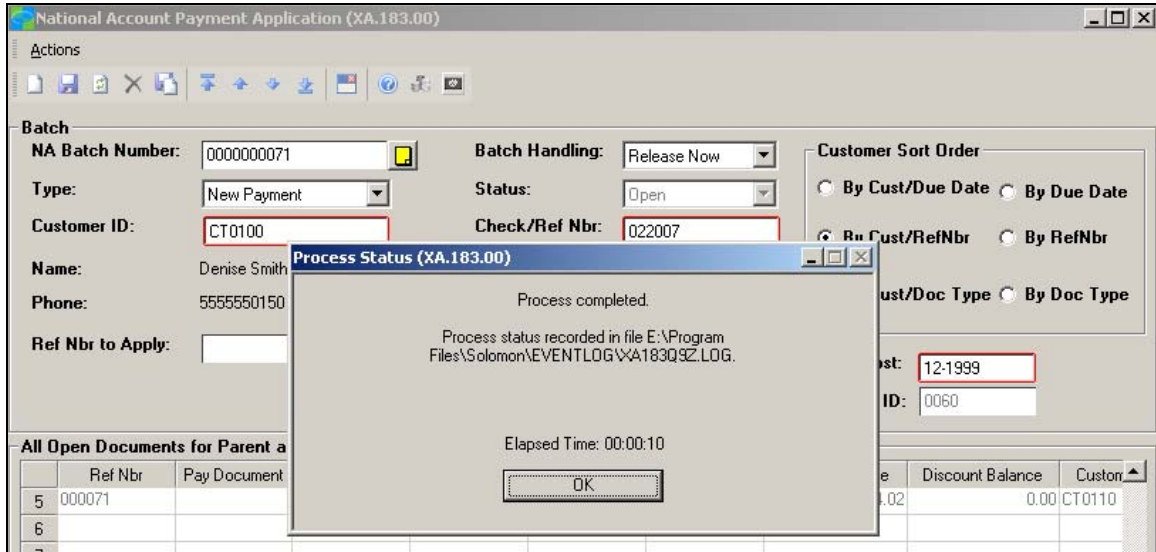 National Account Payment Application (XA.183.00)
Actions
Batch
NA Batch Number: 0000000071 Batch Handling: Release Now
Customer Sort Order
Type: New Payment Status: Open
By Cust/Due Date By Due Date
Customer ID: CT0100 Check/Ref Nbr: 022007
By Cust/RefNbr By RefNbr
Name: Denise Smith
Phone: 5555550150
ust/Doc Type By Doc Type
Ref Nbr to Apply:
Process Status (XA.183.00)
Process completed.
Process status recorded in file E:\Program
Files\Solomon\EVENTLOG\XA183Q9Z.LOG.
Elapsed Time: 00:00:10
OK
ost: 12-1999
ID: 0060
All Open Documents for Parent a
Ref Nbr Pay Document e Discount Balance Custom
5 000071 .02 0.00 CT0110
6